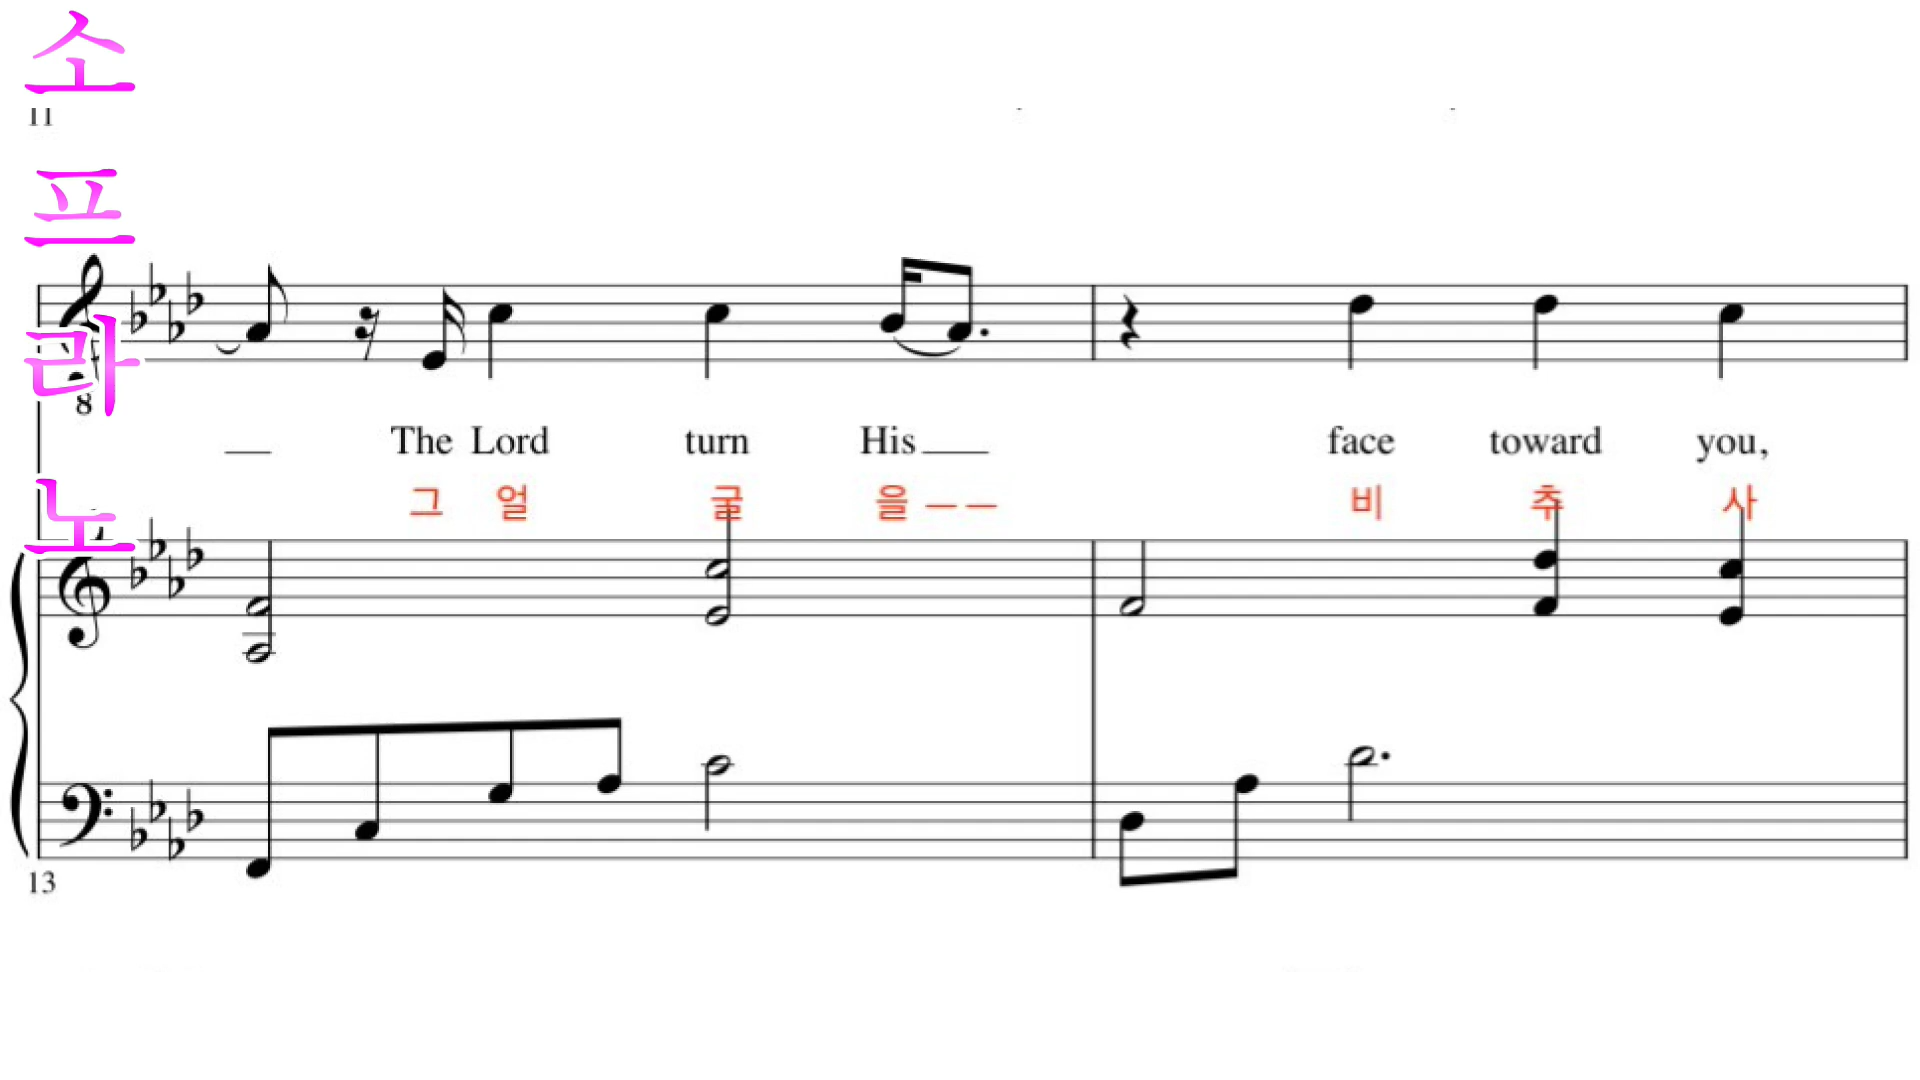 소프라노
11
8
The Lord turn His face toward you,
그 얼 굴 을 — — 비 추 사
13